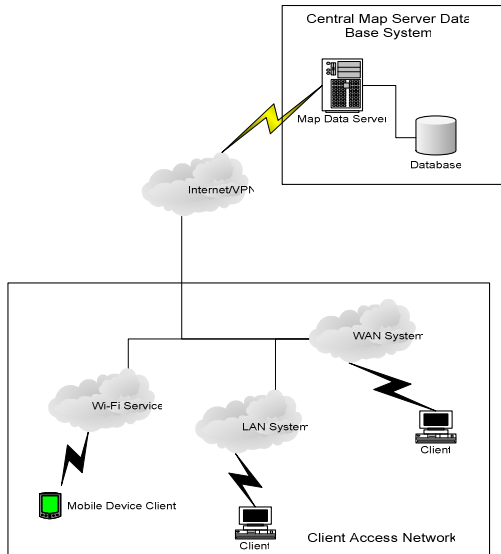 Central Map Server Data
Base System
Map Data Server
Database
Internet/VPN
WAN System
Wi-Fi Service
LAN System
Client
Mobile Device Client
Client
Client Access Network